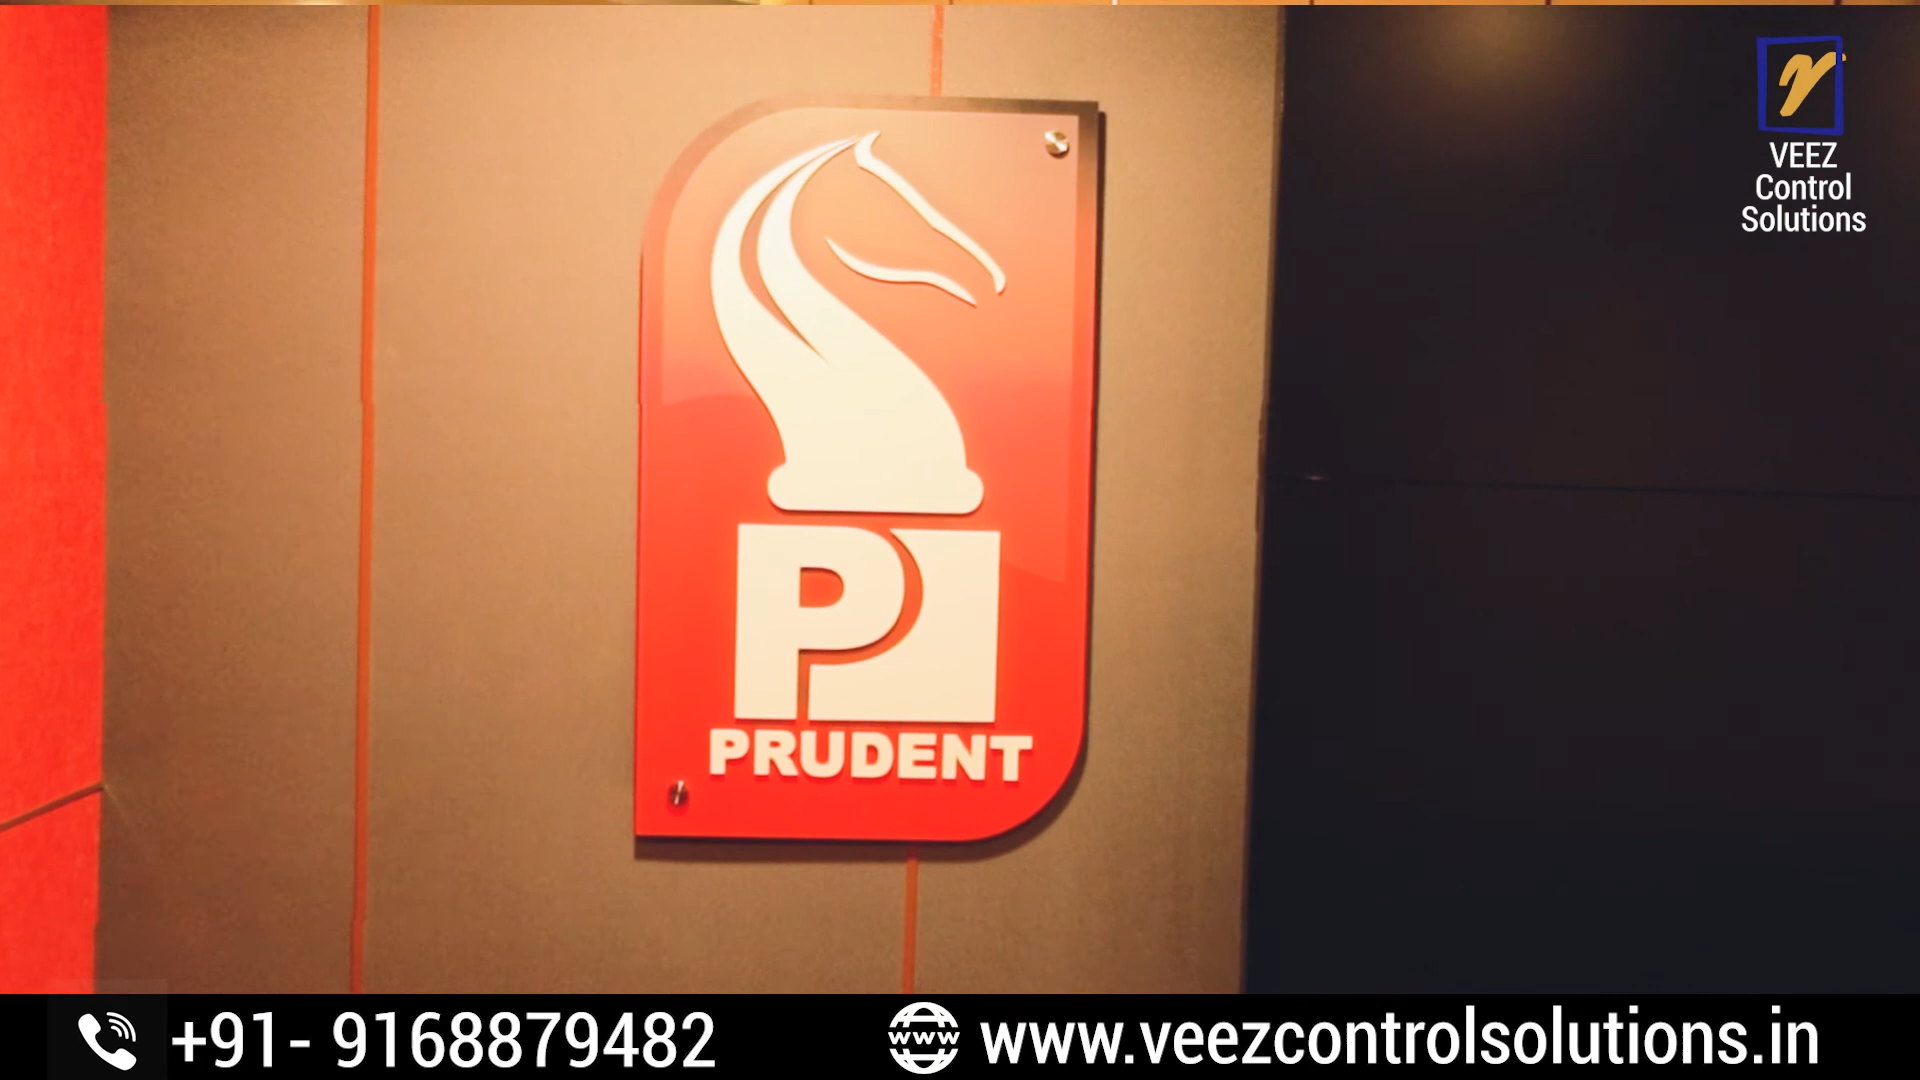 VEEZ
Control
Solutions
P
PRUDENT
+91- 9168879482
www
www.veezcontrolsolutions.in